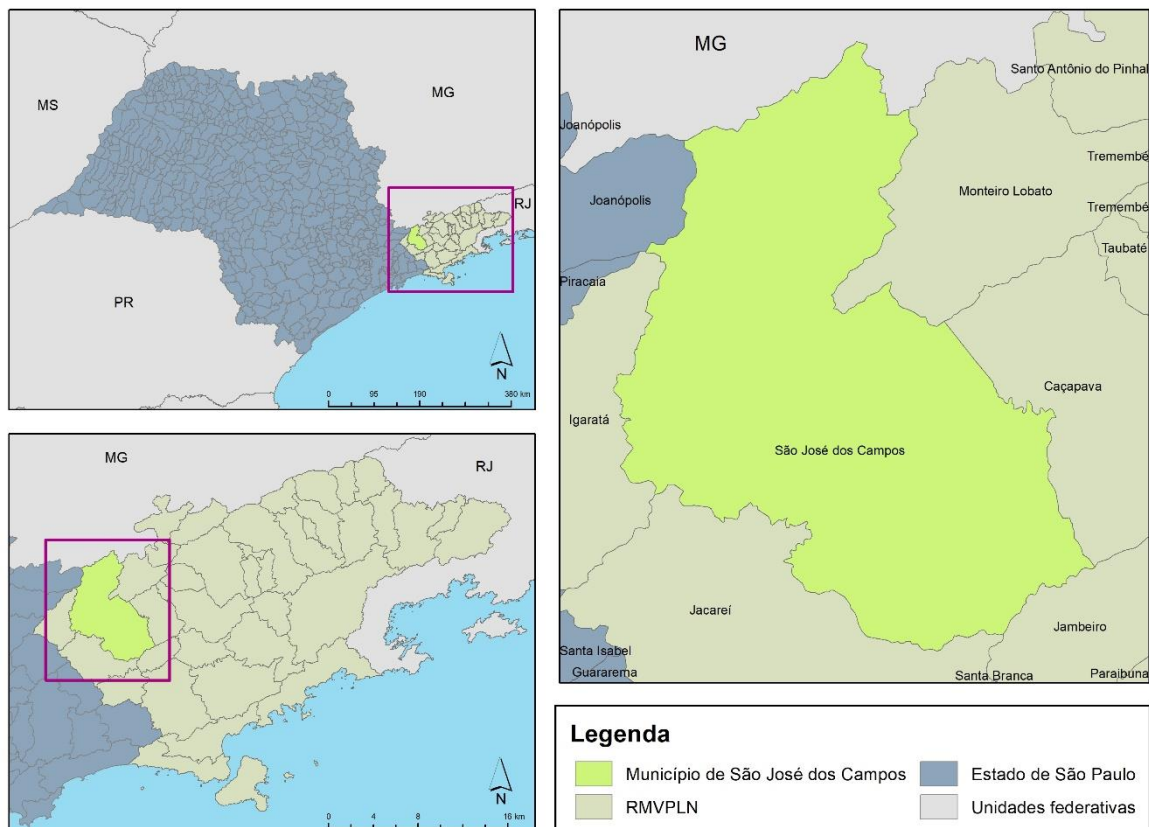 MS
MG
RJ
PR
N
0 95 190 380 km
MG
RJ
N
0 4 8 16 km
MG
Santo Antônio do Pinhal
Joanópolis
Tremembé
Joanópolis
Monteiro Lobato
Tremembé
Taubaté
Piracaia
Caçapava
Igaratá
São José dos Campos
Jacareí
Jambeiro
Santa Isabel
Guararema
Santa Branca
Paraibuna
Legenda
Município de São José dos Campos
Estado de São Paulo
RMVPLN
Unidades federativas